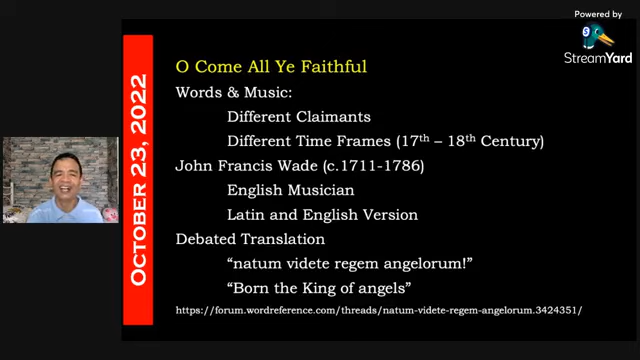 Powered by
StreamYard
October 23, 2022
O Come All Ye Faithful
Words & Music:
Different Claimants
Different Time Frames (17th – 18th Century)
John Francis Wade (c.1711-1786)
English Musician
Latin and English Version
Debated Translation
“natum videte regem angelorum!”
“Born the King of angels”
https://forum.wordreference.com/threads/natum-videte-regem-angelorum.3424351/